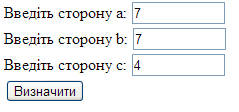 Введіть сторону a: 7
Введіть сторону b: 7
Введіть сторону c: 4
Визначити